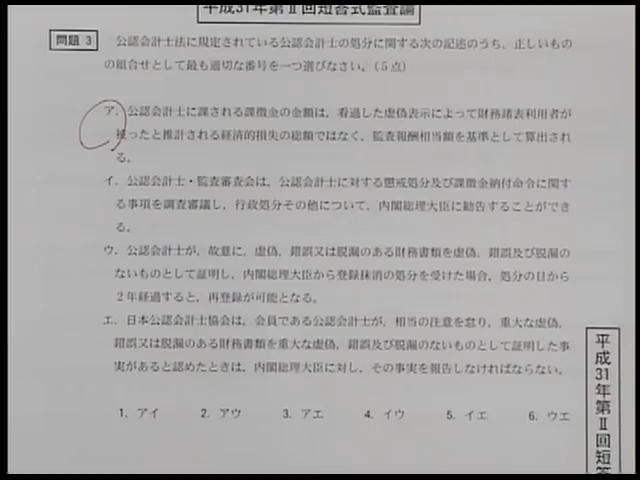 平成31年第Ⅱ回短答式監査論
問題 3　公認会計士法に規定されている公認会計士の処分に関する次の記述のうち，正しいもの
の組合せとして最も適切な番号を一つ選びなさい。（5点）
ア．公認会計士に課される課徴金の金額は，看過した虚偽表示によって財務諸表利用者が
被ったと推計される経済的損失の総額ではなく，監査報酬相当額を基準として算出され
る。
イ．公認会計士・監査審査会は，公認会計士に対する懲戒処分及び課徴金納付命令に関す
る事項を調査審議し，行政処分その他について，内閣総理大臣に勧告することができ
る。
ウ．公認会計士が，故意に，虚偽，錯誤又は脱漏のある財務書類を虚偽，錯誤及び脱漏の
ないものとして証明し，内閣総理大臣から登録抹消の処分を受けた場合，処分の日から
２年経過すると，再登録が可能となる。
エ．日本公認会計士協会は，会員である公認会計士が，相当の注意を怠り，重大な虚偽，
錯誤又は脱漏のある財務書類を重大な虚偽，錯誤及び脱漏のないものとして証明した事
実があると認めたときは，内閣総理大臣に対し，その事実を報告しなければならない。
1．アイ　2．アウ　3．アエ　4．イウ　5．イエ　6．ウエ
平成31年第Ⅱ回短答